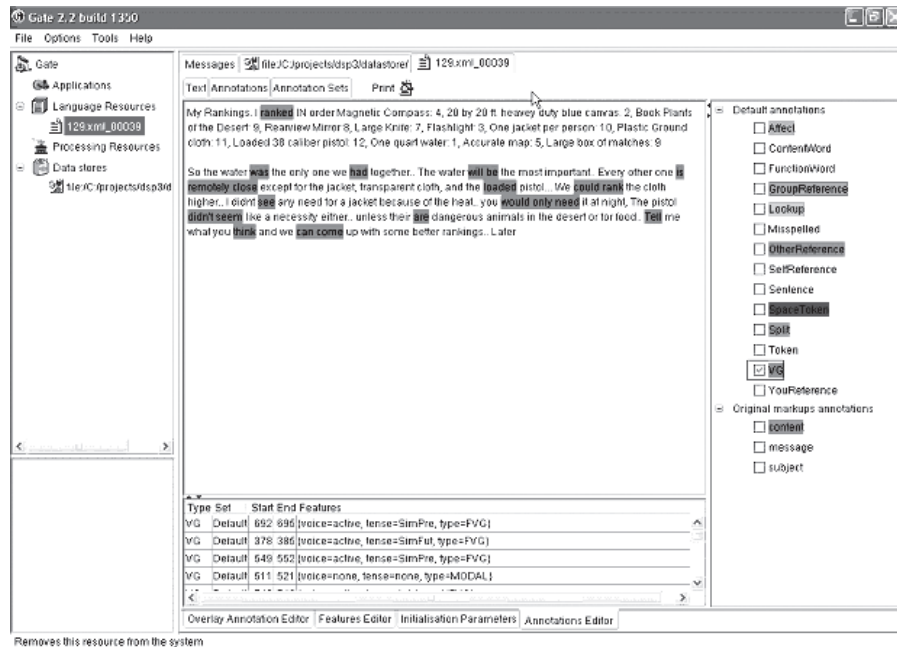 Gate 2.2 build 1350
File Options Tools Help
Gate
Applications
Language Resources
129.xml_00039
Processing Resources
Data stores
file:/C:/projects/dsp3/d
Messages file:/C:/projects/dsp3/datastore/ 129.xml_00039
Text Annotations Annotation Sets Print
My Rankings. I ranked IN order Magnetic Compass: 4, 20 by 20 ft. heavey duty blue canvas. 2, Book Plants
of the Desert: 9, Rearview Mirror 8, Large Knife: 7, Flashlight: 3, One jacket per person: 10, Plastic Ground
cloth: 11, Loaded 38 caliber pistol: 12, One quart water: 1, Accurate map: 5, Large box of matches: 9
So the water was the only one we had together.. The water will be the most important.. Every other one is
remotely close except for the jacket, transparent cloth, and the loaded pistol... We could rank the cloth
higher.. I didnt see any need for a jacket because of the heat.. you would only need it at night, The pistol
didn't seem like a necessity either.. unless their are dangerous animals in the desert or for food.. Tell me
what you think and we can come up with some better rankings.. Later
Default annotations
Affect
ContentWord
FunctionWord
GroupReference
Lookup
Misspelled
OtherReference
SelfReference
Sentence
SpaceToken
Split
Token
VG
YouReference
Original markups annotations
content
message
subject
Type Set Start End Features
VG Default 692 696 {voice=active, tense=SimPre, type=FVG}
VG Default 378 385 {voice=active, tense=SimFut, type=FVG}
VG Default 549 552 {voice=active, tense=SimPre, type=FVG}
VG Default 511 521 {voice=none, tense=none, type=MODAL}
Overlay Annotation Editor Features Editor Initialisation Parameters Annotations Editor
Removes this resource from the system